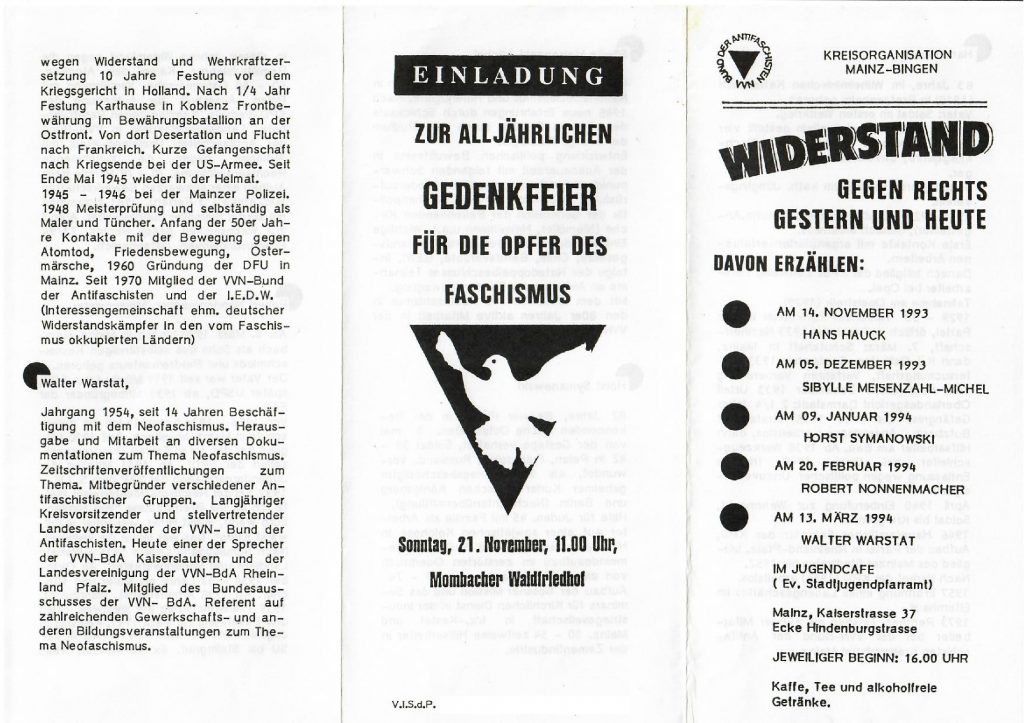 wegen Widerstand und Wehrkraftzer-
setzung 10 Jahre Festung vor dem
Kriegsgericht in Holland. Nach 1/4 Jahr
Festung Karthause in Koblenz Frontbe-
währung im Bewährungsbatallion an der
Ostfront. Von dort Desertation und Flucht
nach Frankreich. Kurze Gefangenschaft
nach Kriegsende bei der US-Armee. Seit
Ende Mai 1945 wieder in der Heimat.
1945 - 1946 bei der Mainzer Polizei.
1948 Meisterprüfung und selbständig als
Maler und Tüncher. Anfang der 50er Jah-
re Kontakte mit der Bewegung gegen
Atomtod, Friedensbewegung, Oster-
märsche, 1960 Gründung der DFU in
Mainz. Seit 1970 Mitglied der VVN-Bund
der Antifaschisten und der I.E.D.W.
(Interessengemeinschaft ehm. deutscher
Widerstandskämpfer in den vom Faschis-
mus okkupierten Ländern)
Walter Warstat,
Jahrgang 1954, seit 14 Jahren Beschäf-
tigung mit dem Neofaschismus. Heraus-
gabe und Mitarbeit an diversen Doku-
mentationen zum Thema Neofaschismus.
Zeitschriftenveröffentlichungen zum
Thema. Mitbegründer verschiedener An-
tifaschistischer Gruppen. Langjähriger
Kreisvorsitzender und stellvertretender
Landesvorsitzender der VVN- Bund der
Antifaschisten. Heute einer der Sprecher
der VVN-BdA Kaiserslautern und der
Landesvereinigung der VVN-BdA Rhein-
land Pfalz. Mitglied des Bundesaus-
schusses der VVN- BdA. Referent auf
zahlreichenden Gewerkschafts- und an-
deren Bildungsveranstaltungen zum The-
ma Neofaschismus.
EINLADUNG
ZUR ALLJÄHRLICHEN
GEDENKFEIER
FÜR DIE OPFER DES
FASCHISMUS
Sonntag, 21. November, 11.00 Uhr,
Mombacher Waldfriedhof
V.I.S.d.P.
BUND DER ANTIFASCHISTEN
VVN
KREISORGANISATION
MAINZ-BINGEN
WIDERSTAND
GEGEN RECHTS
GESTERN UND HEUTE
DAVON ERZÄHLEN:
AM 14. NOVEMBER 1993
HANS HAUCK
AM 05. DEZEMBER 1993
SIBYLLE MEISENZAHL-MICHEL
AM 09. JANUAR 1994
HORST SYMANOWSKI
AM 20. FEBRUAR 1994
ROBERT NONNENMACHER
AM 13. MÄRZ 1994
WALTER WARSTAT
IM JUGENDCAFE
( Ev. Stadtjugendpfarramt)
Mainz, Kaiserstrasse 37
Ecke Hindenburgstrasse
JEWEILIGER BEGINN: 16.00 UHR
Kaffe, Tee und alkoholfreie
Getränke.